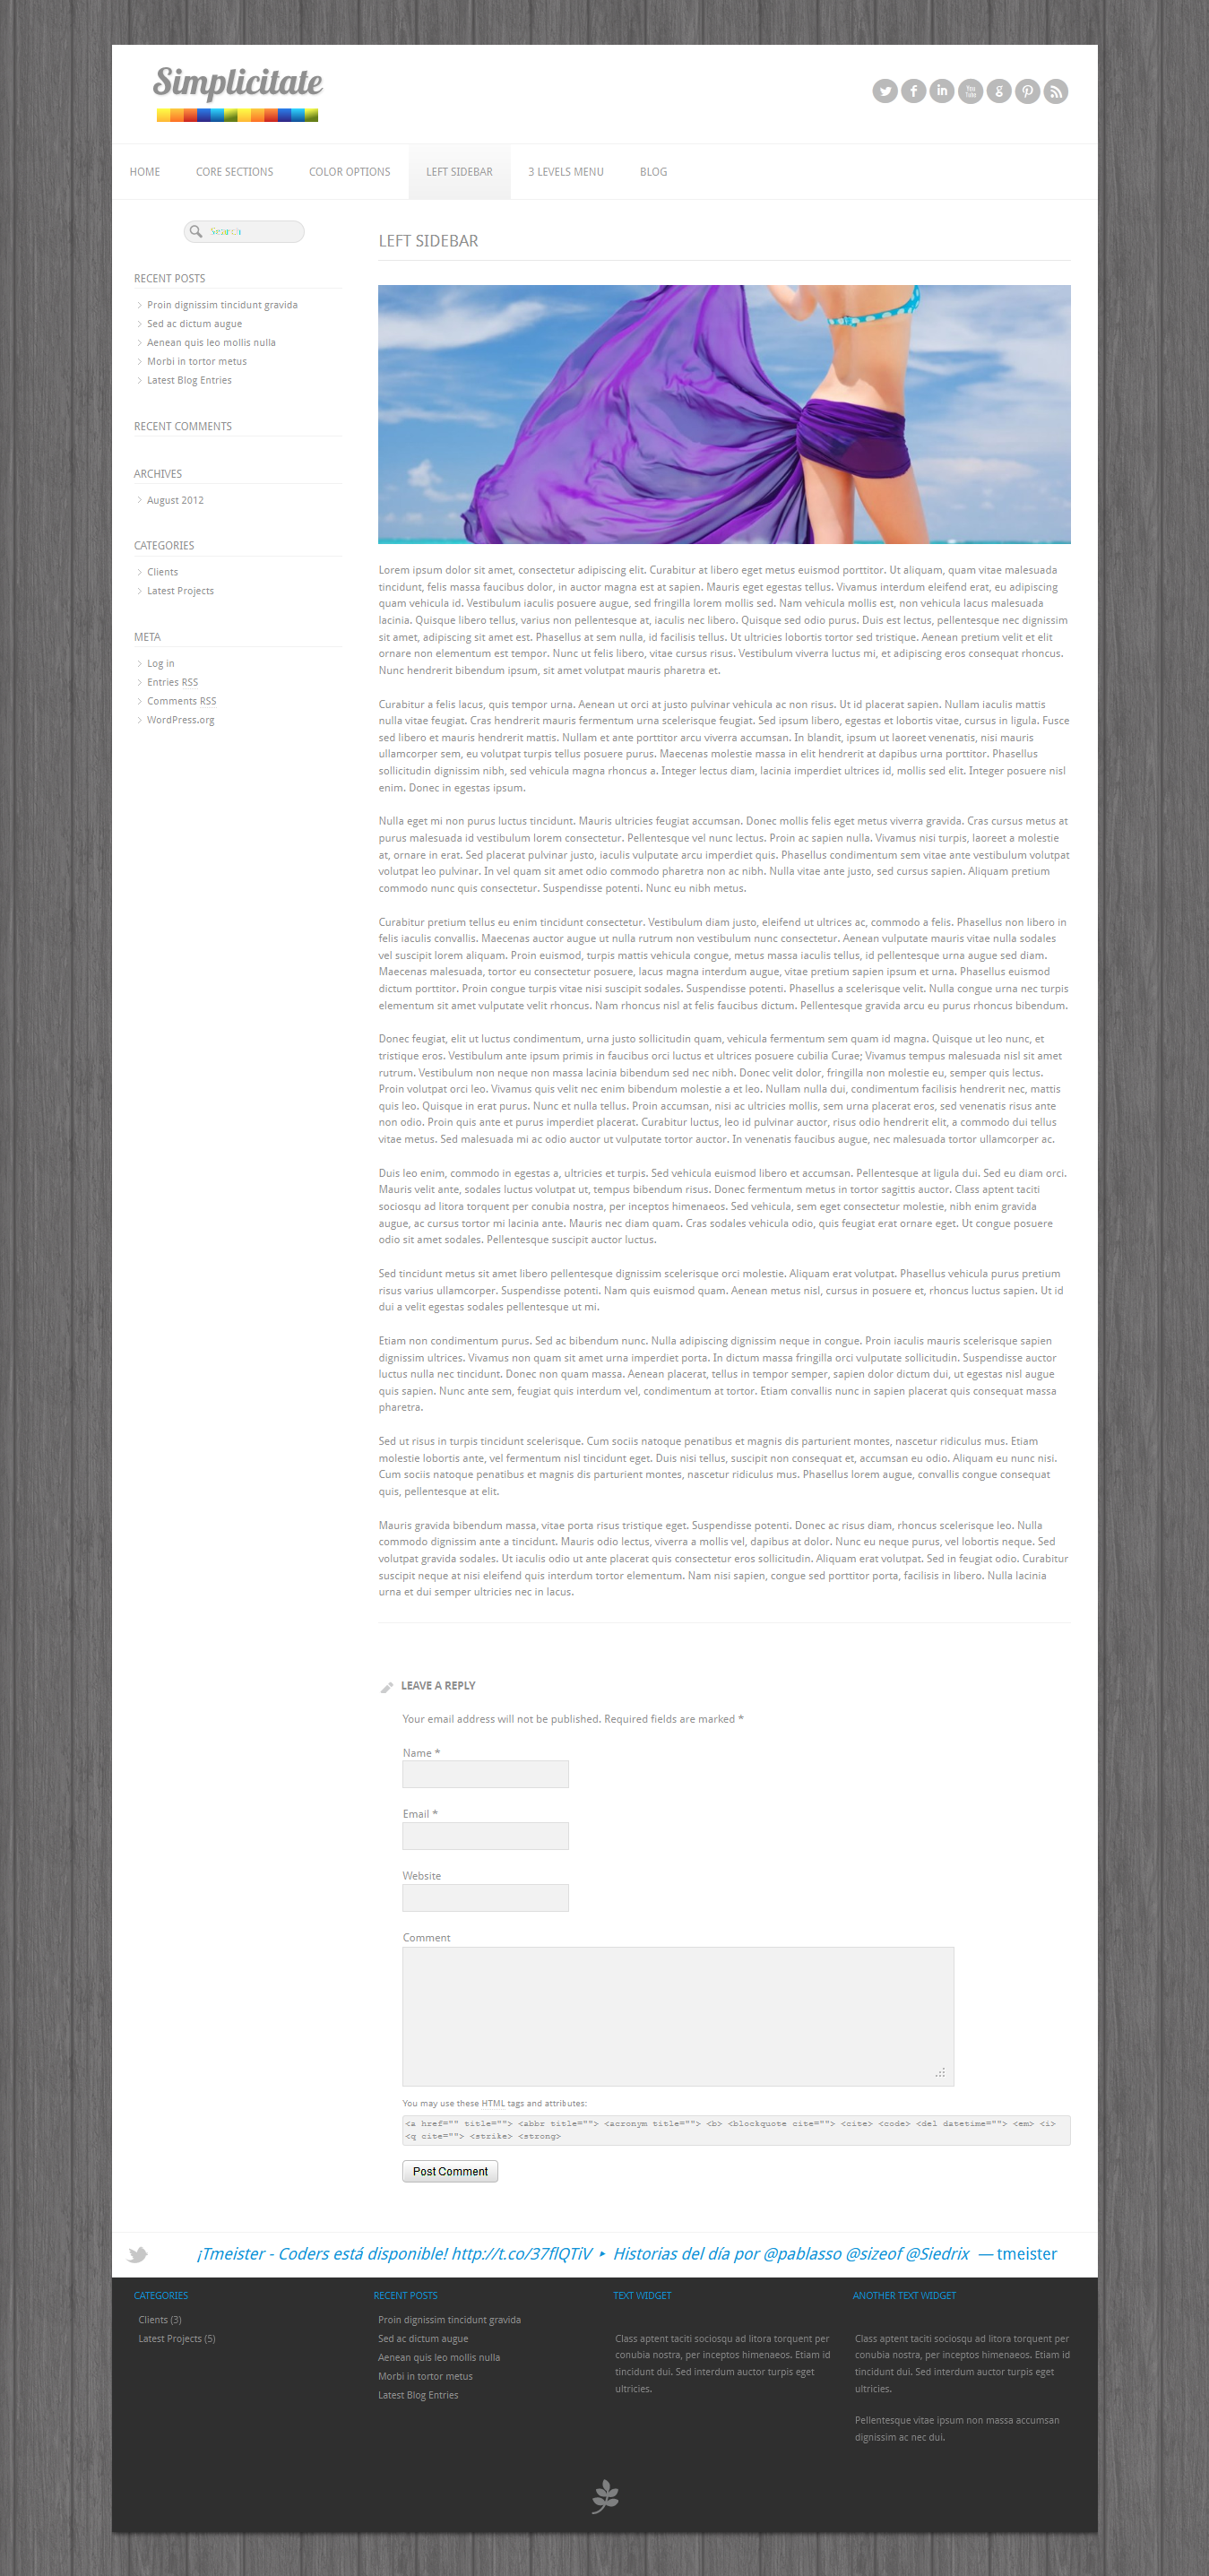 Simplicitate
HOME
CORE SECTIONS
COLOR OPTIONS
LEFT SIDEBAR
3 LEVELS MENU
BLOG
Search
RECENT POSTS
Proin dignissim tincidunt gravida
Sed ac dictum augue
Aenean quis leo mollis nulla
Morbi in tortor metus
Latest Blog Entries
RECENT COMMENTS
ARCHIVES
August 2012
CATEGORIES
Clients
Latest Projects
META
Log in
Entries RSS
Comments RSS
WordPress.org
LEFT SIDEBAR
Lorem ipsum dolor sit amet, consectetur adipiscing elit. Curabitur at libero eget metus euismod porttitor. Ut aliquam, quam vitae malesuada
tincidunt, felis massa faucibus dolor, in auctor magna est at sapien. Mauris eget egestas tellus. Vivamus interdum eleifend erat, eu adipiscing
quam vehicula id. Vestibulum iaculis posuere augue, sed fringilla lorem mollis sed. Nam vehicula mollis est, non vehicula lacus malesuada
lacinia. Quisque libero tellus, varius non pellentesque at, iaculis nec libero. Quisque sed odio purus. Duis est lectus, pellentesque nec dignissim
sit amet, adipiscing sit amet est. Phasellus at sem nulla, id facilisis tellus. Ut ultricies lobortis tortor sed tristique. Aenean pretium velit et elit
ornare non elementum est tempor. Nunc ut felis libero, vitae cursus risus. Vestibulum viverra luctus mi, et adipiscing eros consequat rhoncus.
Nunc hendrerit bibendum ipsum, sit amet volutpat mauris pharetra et.
Curabitur a felis lacus, quis tempor urna. Aenean ut orci at justo pulvinar vehicula ac non risus. Ut id placerat sapien. Nullam iaculis mattis
nulla vitae feugiat. Cras hendrerit mauris fermentum urna scelerisque feugiat. Sed ipsum libero, egestas et lobortis vitae, cursus in ligula. Fusce
sed libero et mauris hendrerit mattis. Nullam et ante porttitor arcu viverra accumsan. In blandit, ipsum ut laoreet venenatis, nisi mauris
ullamcorper sem, eu volutpat turpis tellus posuere purus. Maecenas molestie massa in elit hendrerit at dapibus urna porttitor. Phasellus
sollicitudin dignissim nibh, sed vehicula magna rhoncus a. Integer lectus diam, lacinia imperdiet ultrices id, mollis sed elit. Integer posuere nisl
enim. Donec in egestas ipsum.
Nulla eget mi non purus luctus tincidunt. Mauris ultricies feugiat accumsan. Donec mollis felis eget metus viverra gravida. Cras cursus metus at
purus malesuada id vestibulum lorem consectetur. Pellentesque vel nunc lectus. Proin ac sapien nulla. Vivamus nisi turpis, laoreet a molestie
at, ornare in erat. Sed placerat pulvinar justo, iaculis vulputate arcu imperdiet quis. Phasellus condimentum sem vitae ante vestibulum volutpat
volutpat leo pulvinar. In vel quam sit amet odio commodo pharetra non ac nibh. Nulla vitae ante justo, sed cursus sapien. Aliquam pretium
commodo nunc quis consectetur. Suspendisse potenti. Nunc eu nibh metus.
Curabitur pretium tellus eu enim tincidunt consectetur. Vestibulum diam justo, eleifend ut ultrices ac, commodo a felis. Phasellus non libero in
felis iaculis convallis. Maecenas auctor augue ut nulla rutrum non vestibulum nunc consectetur. Aenean vulputate mauris vitae nulla sodales
vel suscipit lorem aliquam. Proin euismod, turpis mattis vehicula congue, metus massa iaculis tellus, id pellentesque urna augue sed diam.
Maecenas malesuada, tortor eu consectetur posuere, lacus magna interdum augue, vitae pretium sapien ipsum et urna. Phasellus euismod
dictum porttitor. Proin congue turpis vitae nisi suscipit sodales. Suspendisse potenti. Phasellus a scelerisque velit. Nulla congue urna nec turpis
elementum sit amet vulputate velit rhoncus. Nam rhoncus nisl at felis faucibus dictum. Pellentesque gravida arcu eu purus rhoncus bibendum.
Donec feugiat, elit ut luctus condimentum, urna justo sollicitudin quam, vehicula fermentum sem quam id magna. Quisque ut leo nunc, et
tristique eros. Vestibulum ante ipsum primis in faucibus orci luctus et ultrices posuere cubilia Curae; Vivamus tempus malesuada nisl sit amet
rutrum. Vestibulum non neque non massa lacinia bibendum sed nec nibh. Donec velit dolor, fringilla non molestie eu, semper quis lectus.
Proin volutpat orci leo. Vivamus quis velit nec enim bibendum molestie a et leo. Nullam nulla dui, condimentum facilisis hendrerit nec, mattis
quis leo. Quisque in erat purus. Nunc et nulla tellus. Proin accumsan, nisi ac ultricies mollis, sem urna placerat eros, sed venenatis risus ante
non odio. Proin quis ante et purus imperdiet placerat. Curabitur luctus, leo id pulvinar auctor, risus odio hendrerit elit, a commodo dui tellus
vitae metus. Sed malesuada mi ac odio auctor ut vulputate tortor auctor. In venenatis faucibus augue, nec malesuada tortor ullamcorper ac.
Duis leo enim, commodo in egestas a, ultricies et turpis. Sed vehicula euismod libero et accumsan. Pellentesque at ligula dui. Sed eu diam orci.
Mauris velit ante, sodales luctus volutpat ut, tempus bibendum risus. Donec fermentum metus in tortor sagittis auctor. Class aptent taciti
sociosqu ad litora torquent per conubia nostra, per inceptos himenaeos. Sed vehicula, sem eget consectetur molestie, nibh enim gravida
augue, ac cursus tortor mi lacinia ante. Mauris nec diam quam. Cras sodales vehicula odio, quis feugiat erat ornare eget. Ut congue posuere
odio sit amet sodales. Pellentesque suscipit auctor luctus.
Sed tincidunt metus sit amet libero pellentesque dignissim scelerisque orci molestie. Aliquam erat volutpat. Phasellus vehicula purus pretium
risus varius ullamcorper. Suspendisse potenti. Nam quis euismod quam. Aenean metus nisl, cursus in posuere et, rhoncus luctus sapien. Ut id
dui a velit egestas sodales pellentesque ut mi.
Etiam non condimentum purus. Sed ac bibendum nunc. Nulla adipiscing dignissim neque in congue. Proin iaculis mauris scelerisque sapien
dignissim ultrices. Vivamus non quam sit amet urna imperdiet porta. In dictum massa fringilla orci vulputate sollicitudin. Suspendisse auctor
luctus nulla nec tincidunt. Donec non quam massa. Aenean placerat, tellus in tempor semper, sapien dolor dictum dui, ut egestas nisl augue
quis sapien. Nunc ante sem, feugiat quis interdum vel, condimentum at tortor. Etiam convallis nunc in sapien placerat quis consequat massa
pharetra.
Sed ut risus in turpis tincidunt scelerisque. Cum sociis natoque penatibus et magnis dis parturient montes, nascetur ridiculus mus. Etiam
molestie lobortis ante, vel fermentum nisl tincidunt eget. Duis nisi tellus, suscipit non consequat et, accumsan eu odio. Aliquam eu nunc nisi.
Cum sociis natoque penatibus et magnis dis parturient montes, nascetur ridiculus mus. Phasellus lorem augue, convallis congue consequat
quis, pellentesque at elit.
Mauris gravida bibendum massa, vitae porta risus tristique eget. Suspendisse potenti. Donec ac risus diam, rhoncus scelerisque leo. Nulla
commodo dignissim ante a tincidunt. Mauris odio lectus, viverra a mollis vel, dapibus at dolor. Nunc eu neque purus, vel lobortis neque. Sed
volutpat gravida sodales. Ut iaculis odio ut ante placerat quis consectetur eros sollicitudin. Aliquam erat volutpat. Sed in feugiat odio. Curabitur
suscipit neque at nisi eleifend quis interdum tortor elementum. Nam nisi sapien, congue sed porttitor porta, facilisis in libero. Nulla lacinia
urna et dui semper ultricies nec in lacus.
LEAVE A REPLY
Your email address will not be published. Required fields are marked *
Name *
Email *
Website
Comment
You may use these HTML tags and attributes:
<a href="" title=""> <abbr title=""> <acronym title=""> <b> <blockquote cite=""> <cite> <code> <del datetime=""> <em> <i>
<q cite=""> <strike> <strong>
Post Comment
¡Tmeister - Coders está disponible! http://t.co/37flQTiV ‣ Historias del día por @pablasso @sizeof @Siedrix — tmeister
CATEGORIES
Clients (3)
Latest Projects (5)
RECENT POSTS
Proin dignissim tincidunt gravida
Sed ac dictum augue
Aenean quis leo mollis nulla
Morbi in tortor metus
Latest Blog Entries
TEXT WIDGET
Class aptent taciti sociosqu ad litora torquent per
conubia nostra, per inceptos himenaeos. Etiam id
tincidunt dui. Sed interdum auctor turpis eget
ultricies.
ANOTHER TEXT WIDGET
Class aptent taciti sociosqu ad litora torquent per
conubia nostra, per inceptos himenaeos. Etiam id
tincidunt dui. Sed interdum auctor turpis eget
ultricies.
Pellentesque vitae ipsum non massa accumsan
dignissim ac nec dui.